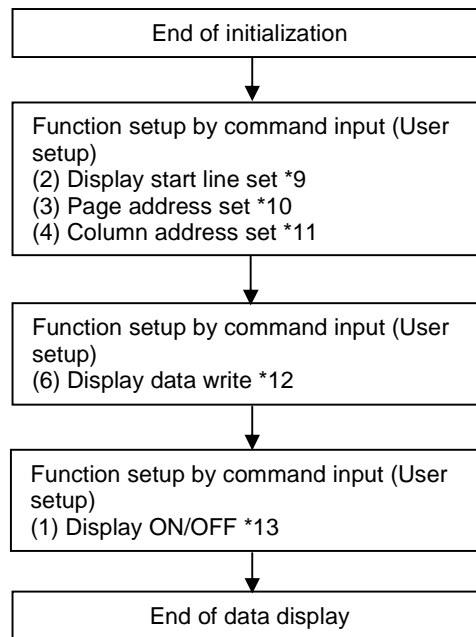 End of initialization
Function setup by command input (User
setup)
(2) Display start line set *9
(3) Page address set *10
(4) Column address set *11
Function setup by command input (User
setup)
(6) Display data write *12
Function setup by command input (User
setup)
(1) Display ON/OFF *13
End of data display